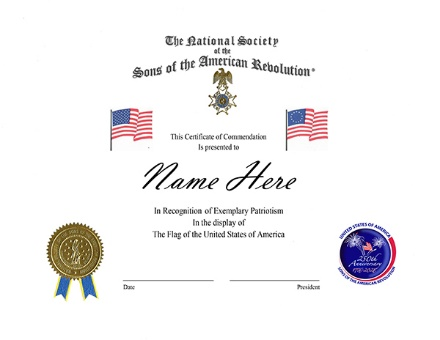 The National Society
of the
Sons of the American Revolution®
This Certificate of Commendation
Is presented to
Name Here
In Recognition of Exemplary Patriotism
In the display of
The Flag of the United States of America
UNITED STATES OF AMERICA
250th
Anniversary
SONS OF THE AMERICAN REVOLUTION
Date
President